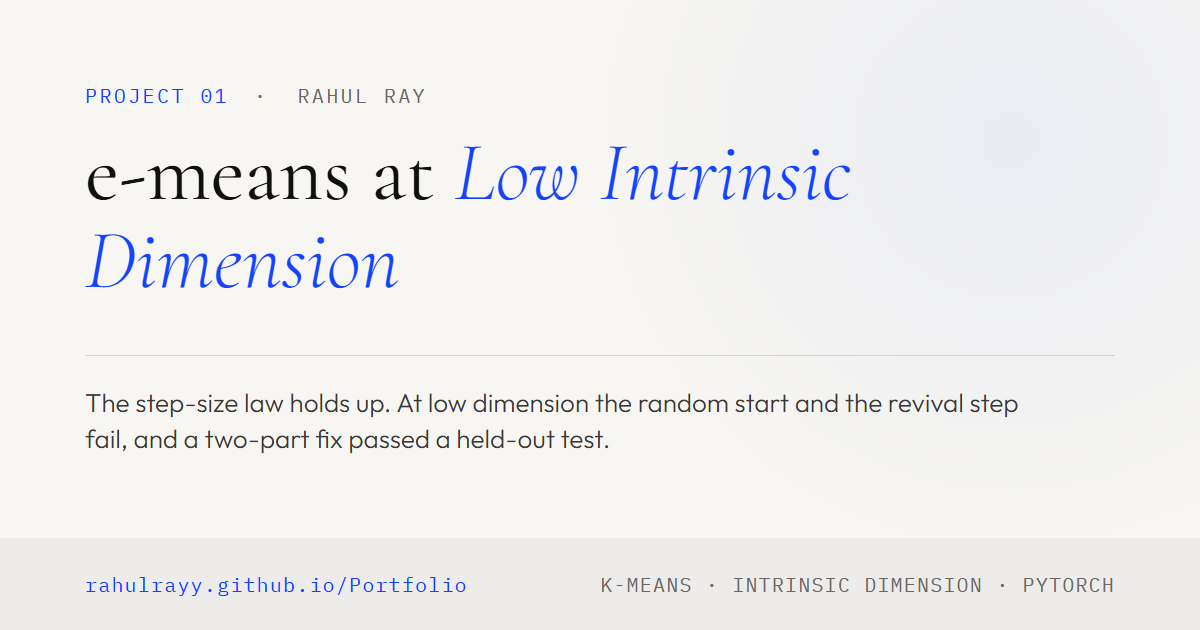 PROJECT 01 · RAHUL RAY
e-means at Low Intrinsic
Dimension
The step-size law holds up. At low dimension the random start and the revival step
fail, and a two-part fix passed a held-out test.
rahulrayy.github.io/Portfolio
K-MEANS · INTRINSIC DIMENSION · PYTORCH